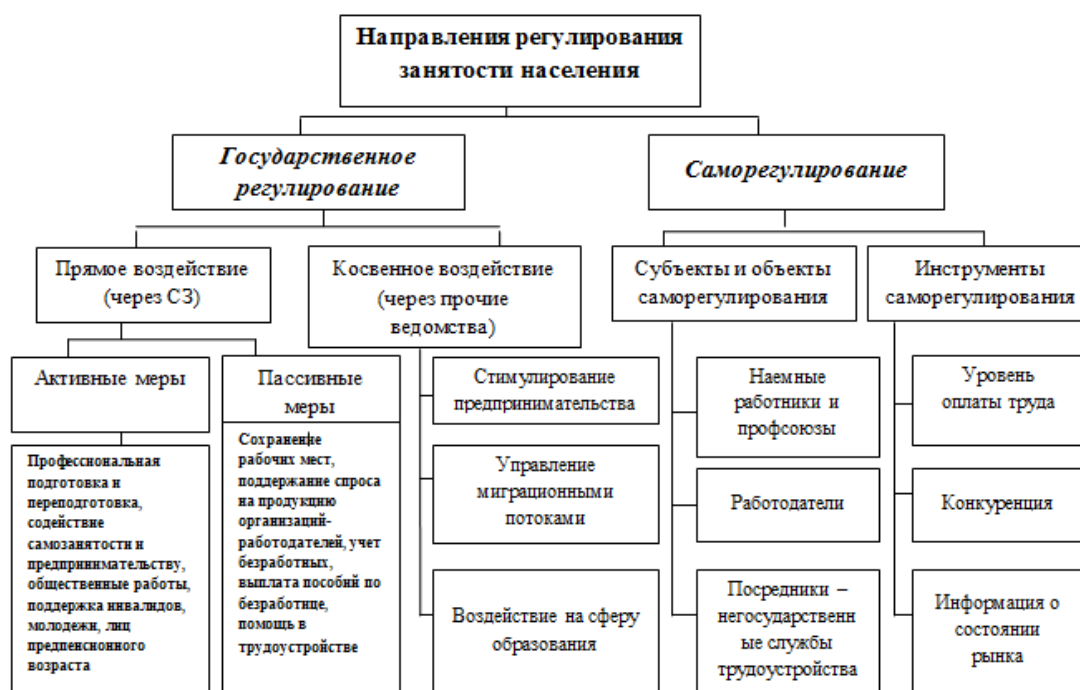 Направления регулирования
занятости населения
Государственное
регулирование
Саморегулирование
Прямое воздействие
(через СЗ)
Косвенное воздействие
(через прочие
ведомства)
Субъекты и объекты
саморегулирования
Инструменты
саморегулирования
Активные меры
Пассивные
меры
Профессиональная
подготовка и
переподготовка,
содействие
самозанятости и
предпринимательству,
общественные работы,
поддержка инвалидов,
молодежи, лиц
предпенсионного
возраста
Сохранение
рабочих мест,
поддержание спроса
на продукцию
организаций-
работодателей, учет
безработных,
выплата пособий по
безработице,
помощь в
трудоустройстве
Стимулирование
предпринимательства
Управление
миграционными
потоками
Воздействие на сферу
образования
Наемные
работники и
профсоюзы
Работодатели
Посредники –
негосударственн
ые службы
трудоустройства
Уровень
оплаты труда
Конкуренция
Информация о
состоянии
рынка